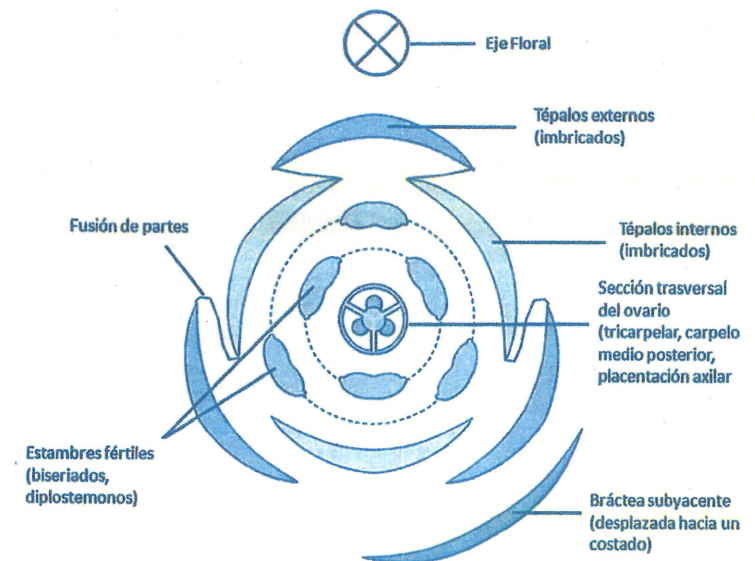 Eje Floral
Tépalos externos
(imbricados)
Fusión de partes
Tépalos internos
(imbricados)
Sección trasversal
del ovario
(tricarpelar, carpelo
medio posterior,
placentación axilar
Estambres fértiles
(biseriados,
diplostemonos)
Bráctea subyacente
(desplazada hacia un
costado)